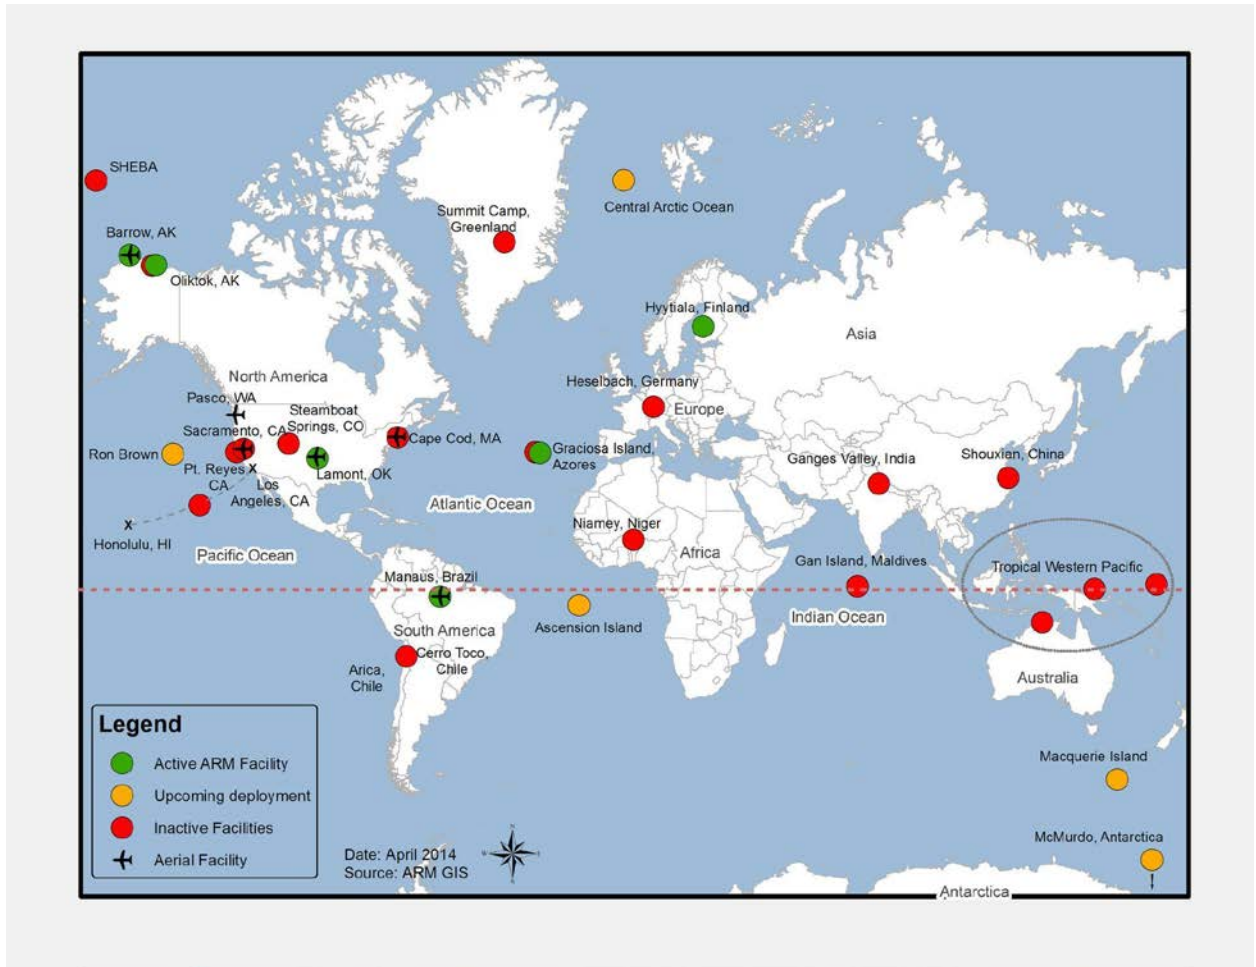 SHEBA
Summit Camp,
Greenland
Central Arctic Ocean
Barrow, AK
Oliktok, AK
Hyytiala, Finland
Asia
North America
Pasco, WA
Steamboat
Springs, CO
Heselbach, Germany
Europe
Sacramento, CA
Cape Cod, MA
Ron Brown
Graciosa Island,
Azores
Pt. Reyes
CA
Lamont, OK
Los
Angeles, CA
Ganges Valley, India
Shouxian, China
Atlantic Ocean
Honolulu, HI
Niamey, Niger
Pacific Ocean
Africa
Gan Island, Maldives
Tropical Western Pacific
Manaus, Brazil
Ascension Island
Indian Ocean
South America
Cerro Toco,
Chile
Arica,
Chile
Australia
Legend
Active ARM Facility
Upcoming deployment
Inactive Facilities
Aerial Facility
Macquerie Island
McMurdo, Antarctica
Date: April 2014
Source: ARM GIS
N
W
E
S
Antarctica
X
X